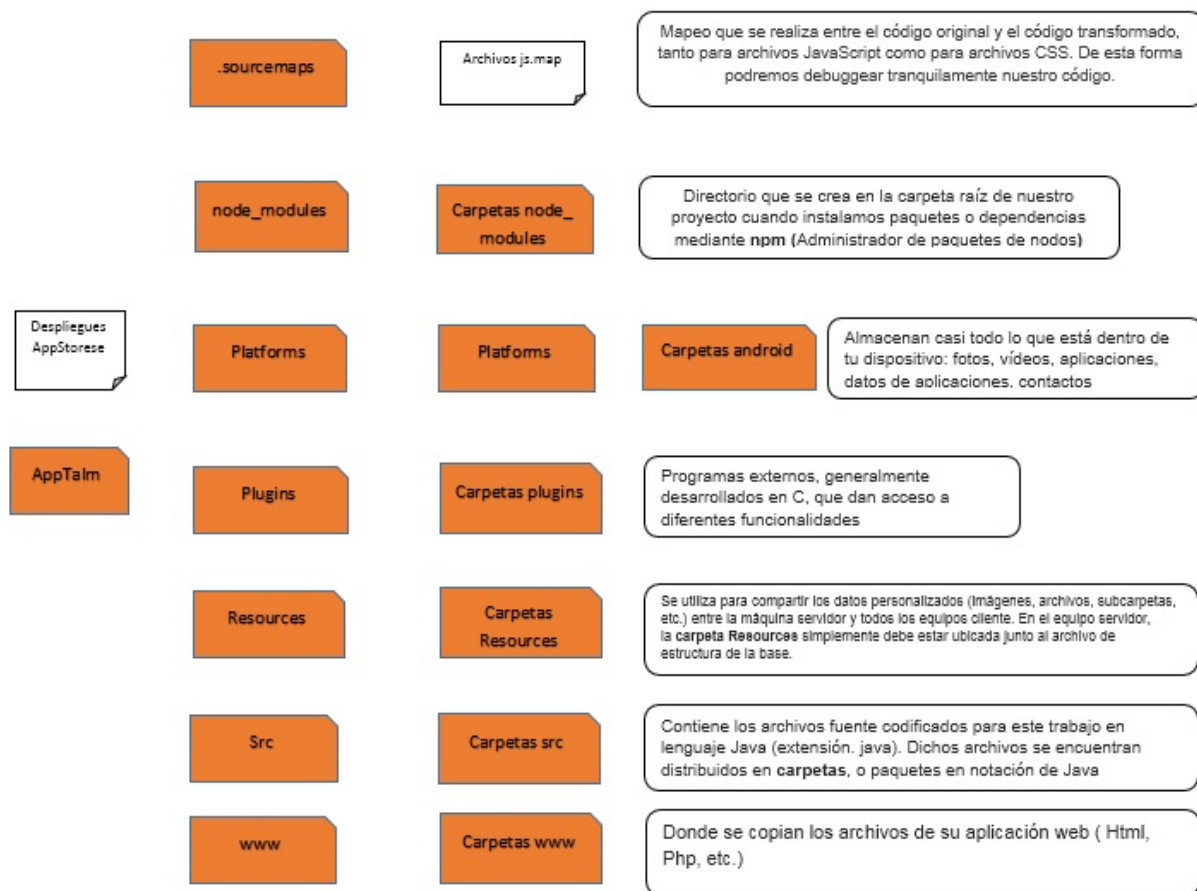 .sourcemaps
Archivos js.map
Mapeo que se realiza entre el código original y el código transformado,
tanto para archivos JavaScript como para archivos CSS. De esta forma
podremos debuggear tranquilamente nuestro código.
node_modules
Carpetas node_
modules
Directorio que se crea en la carpeta raíz de nuestro
proyecto cuando instalamos paquetes o dependencias
mediante npm (Administrador de paquetes de nodos)
Despliegues
AppStorese
Platforms
Platforms
Carpetas android
Almacenan casi todo lo que está dentro de
tu dispositivo: fotos, vídeos, aplicaciones,
datos de aplicaciones. contactos
AppTalm
Plugins
Carpetas plugins
Programas externos, generalmente
desarrollados en C, que dan acceso a
diferentes funcionalidades
Resources
Carpetas
Resources
Se utiliza para compartir los datos personalizados (imágenes, archivos, subcarpetas,
etc.) entre la máquina servidor y todos los equipos cliente. En el equipo servidor,
la carpeta Resources simplemente debe estar ubicada junto al archivo de
estructura de la base.
Src
Carpetas src
Contiene los archivos fuente codificados para este trabajo en
lenguaje Java (extensión. java). Dichos archivos se encuentran
distribuidos en carpetas, o paquetes en notación de Java
www
Carpetas www
Donde se copian los archivos de su aplicación web ( Html,
Php, etc.)